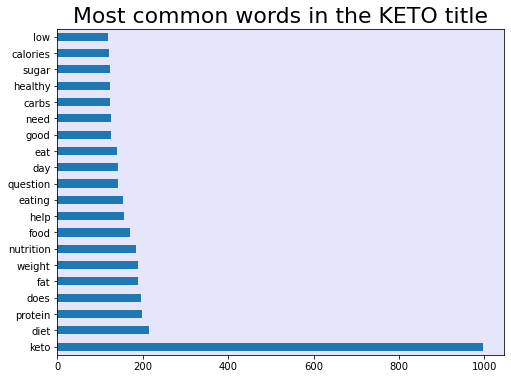 Most common words in the KETO title
low
calories
sugar
healthy
carbs
need
good
eat
day
question
eating
help
food
nutrition
weight
fat
does
protein
diet
keto
0 200 400 600 800 1000